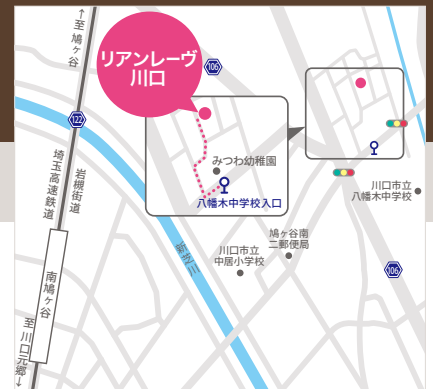 ←至 鳩ヶ谷
リアンレーヴ
川口
106
122
埼玉高速鉄道
岩槻街道
みつわ幼稚園
八幡木中学校入口
川口市立
八幡木中学校
新芝川
鳩ヶ谷南
二郵便局
川口市立
中居小学校
106
南鳩ヶ谷
至 川口元郷→